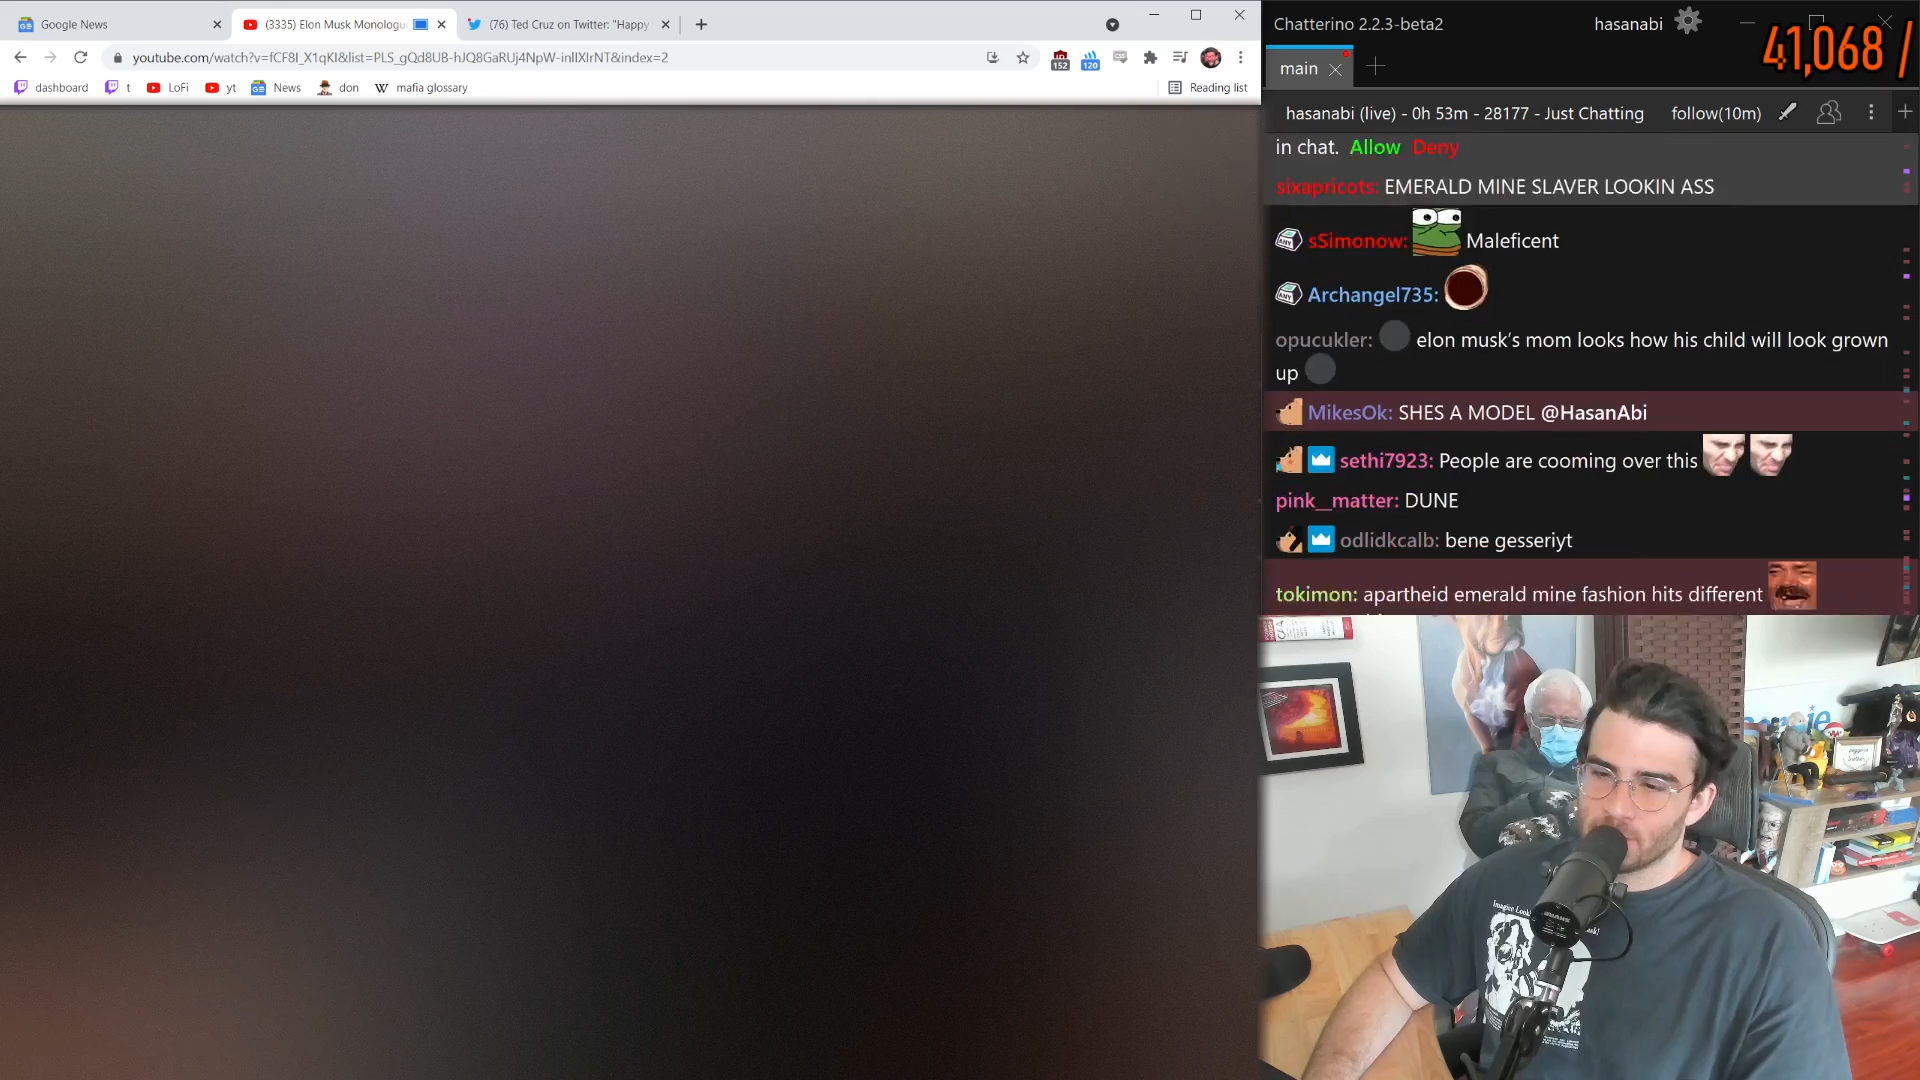 Google News
(3335) Elon Musk Monologu
(76) Ted Cruz on Twitter: "Happy
youtube.com/watch?v=fCF8I_X1qKI&list=PLS_gQd8UB-hJQ8GaRUj4NpW-inllXIrNT&index=2
152
120
dashboard
t
LoFi
yt
News
don
mafia glossary
Reading list
Chatterino 2.2.3-beta2
hasanabi
41,068 /
main
hasanabi (live) - 0h 53m - 28177 - Just Chatting
follow(10m)
in chat. Allow Deny
sixapricots: EMERALD MINE SLAVER LOOKIN ASS
sSimonow: Maleficent
Archangel735:
opucukler: elon musk's mom looks how his child will look grown
up
MikesOk: SHES A MODEL @HasanAbi
sethi7923: People are cooming over this
pink__matter: DUNE
odlidkcalb: bene gesseriyt
tokimon: apartheid emerald mine fashion hits different